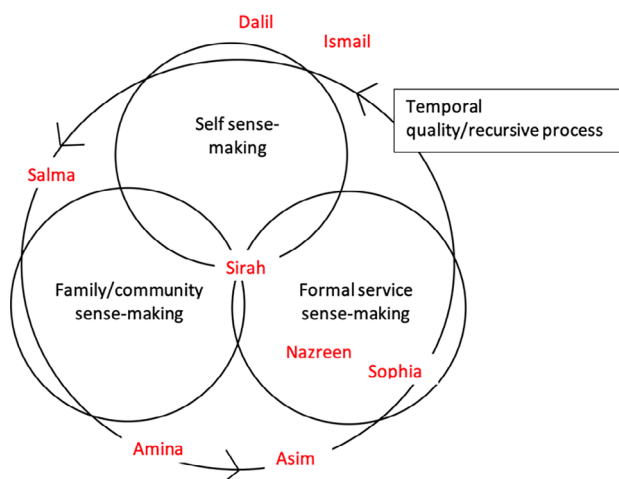 Dalil
Ismail
Temporal
quality/recursive process
Self sense-
making
Salma
Sirah
Family/community
sense-making
Formal service
sense-making
Nazreen
Sophia
Amina
Asim